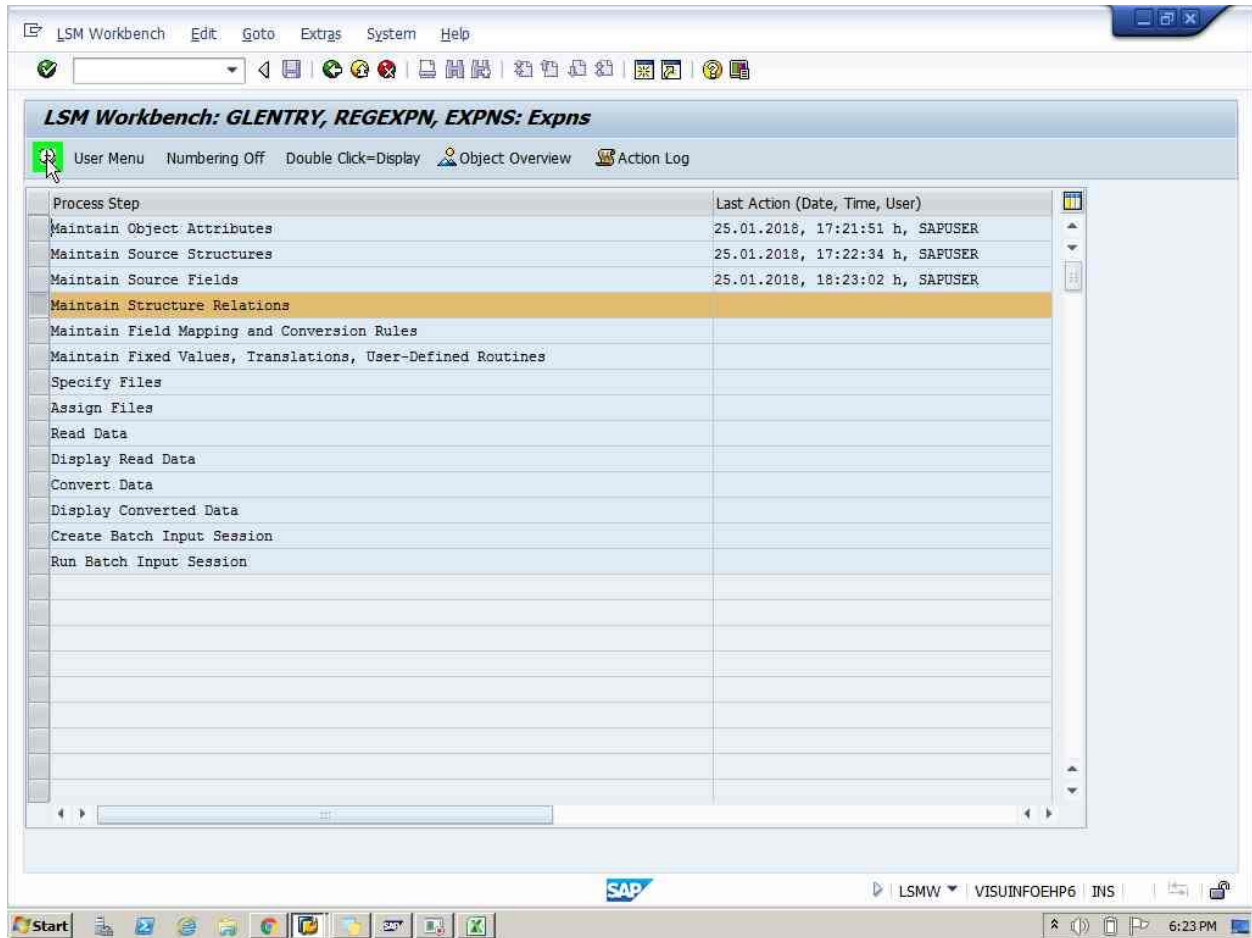 LSM Workbench Edit Goto Extras System Help
LSM Workbench: GLENTRY, REGEXPN, EXPNS: Expns
User Menu Numbering Off Double Click=Display Object Overview Action Log
Process Step Last Action (Date, Time, User)
Maintain Object Attributes 25.01.2018, 17:21:51 h, SAPUSER
Maintain Source Structures 25.01.2018, 17:22:34 h, SAPUSER
Maintain Source Fields 25.01.2018, 18:23:02 h, SAPUSER
Maintain Structure Relations
Maintain Field Mapping and Conversion Rules
Maintain Fixed Values, Translations, User-Defined Routines
Specify Files
Assign Files
Read Data
Display Read Data
Convert Data
Display Converted Data
Create Batch Input Session
Run Batch Input Session
SAP LSMW VISUINFOEHP6 INS
Start 6:23 PM